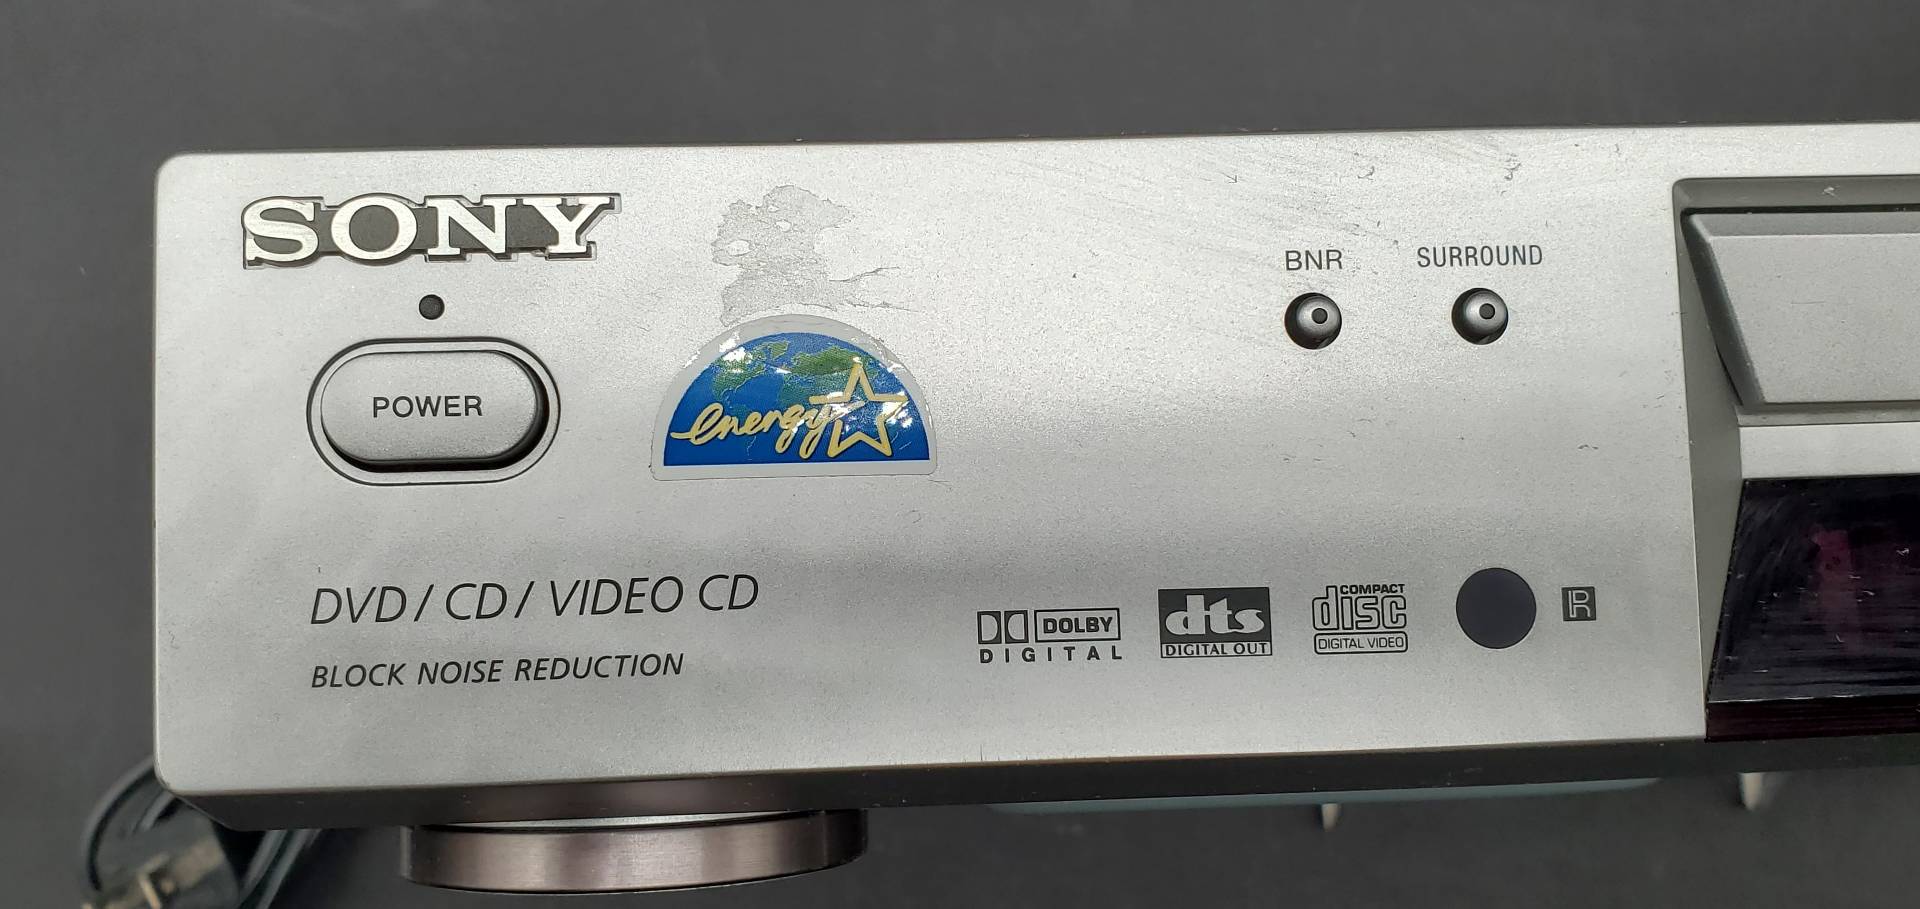 SONY
BNR
SURROUND
POWER
energy
DVD / CD / VIDEO CD
BLOCK NOISE REDUCTION
DOLBY
DIGITAL
dts
DIGITAL OUT
COMPACT
disc
DIGITAL VIDEO
R